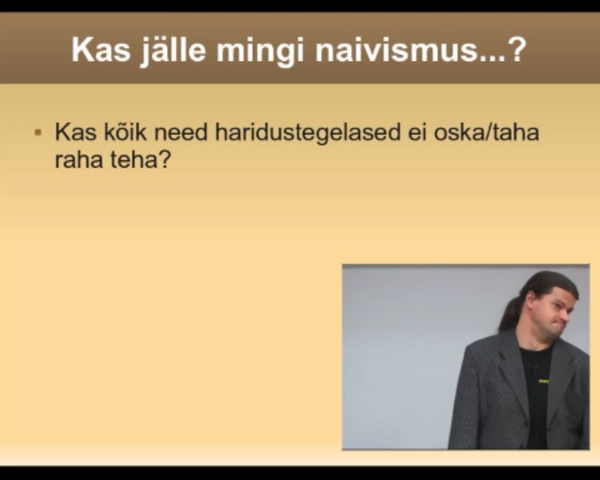 Kas jälle mingi naivismus...?
Kas kõik need haridustegelased ei oska/taha
raha teha?